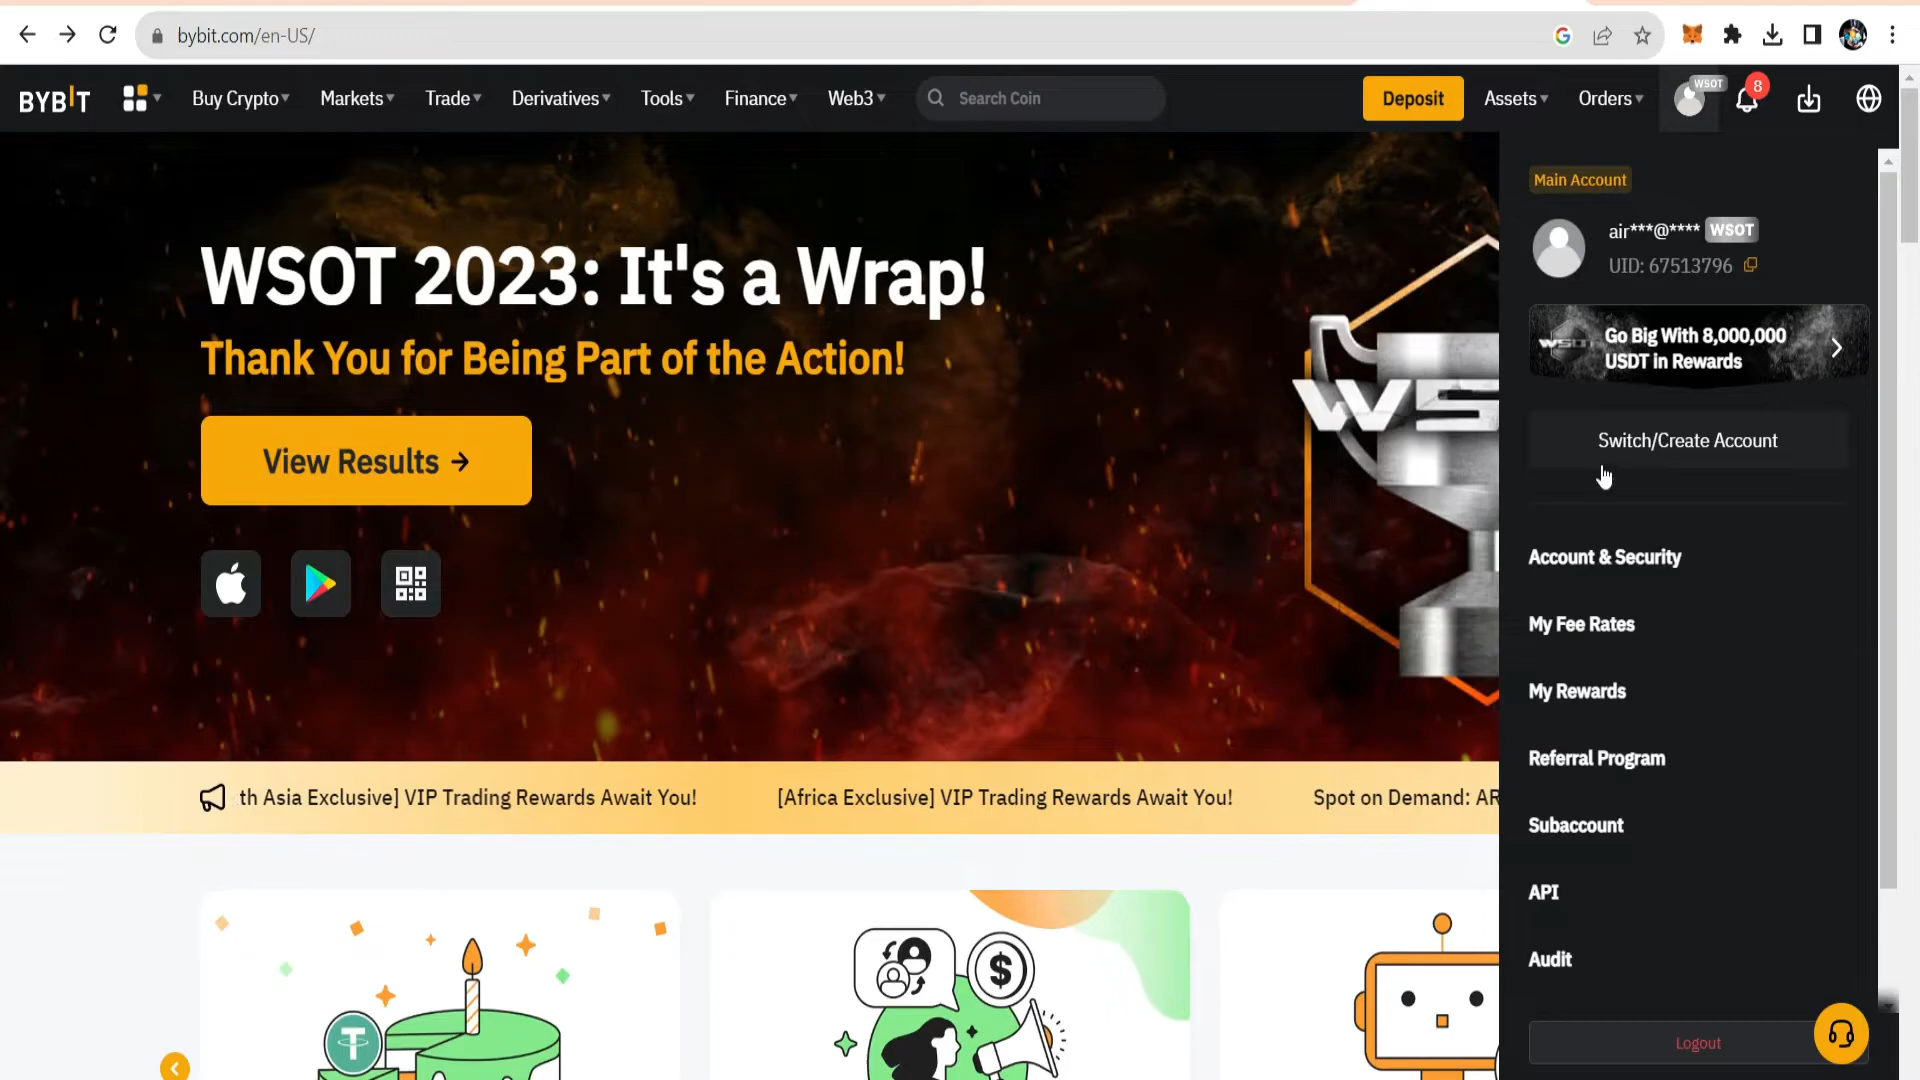 bybit.com/en-US/
BYBIT
Buy Crypto
Markets
Trade
Derivatives
Tools
Finance
Web3
Search Coin
Deposit
Assets
Orders
WSOT
8
Main Account
air***@**** WSOT
UID: 67513796
WSOT
Go Big With 8,000,000
USDT in Rewards
Switch/Create Account
Account & Security
My Fee Rates
My Rewards
Referral Program
Subaccount
API
Audit
Logout
WSOT 2023: It's a Wrap!
Thank You for Being Part of the Action!
View Results →
WS
th Asia Exclusive] VIP Trading Rewards Await You!
[Africa Exclusive] VIP Trading Rewards Await You!
Spot on Demand: AR
$